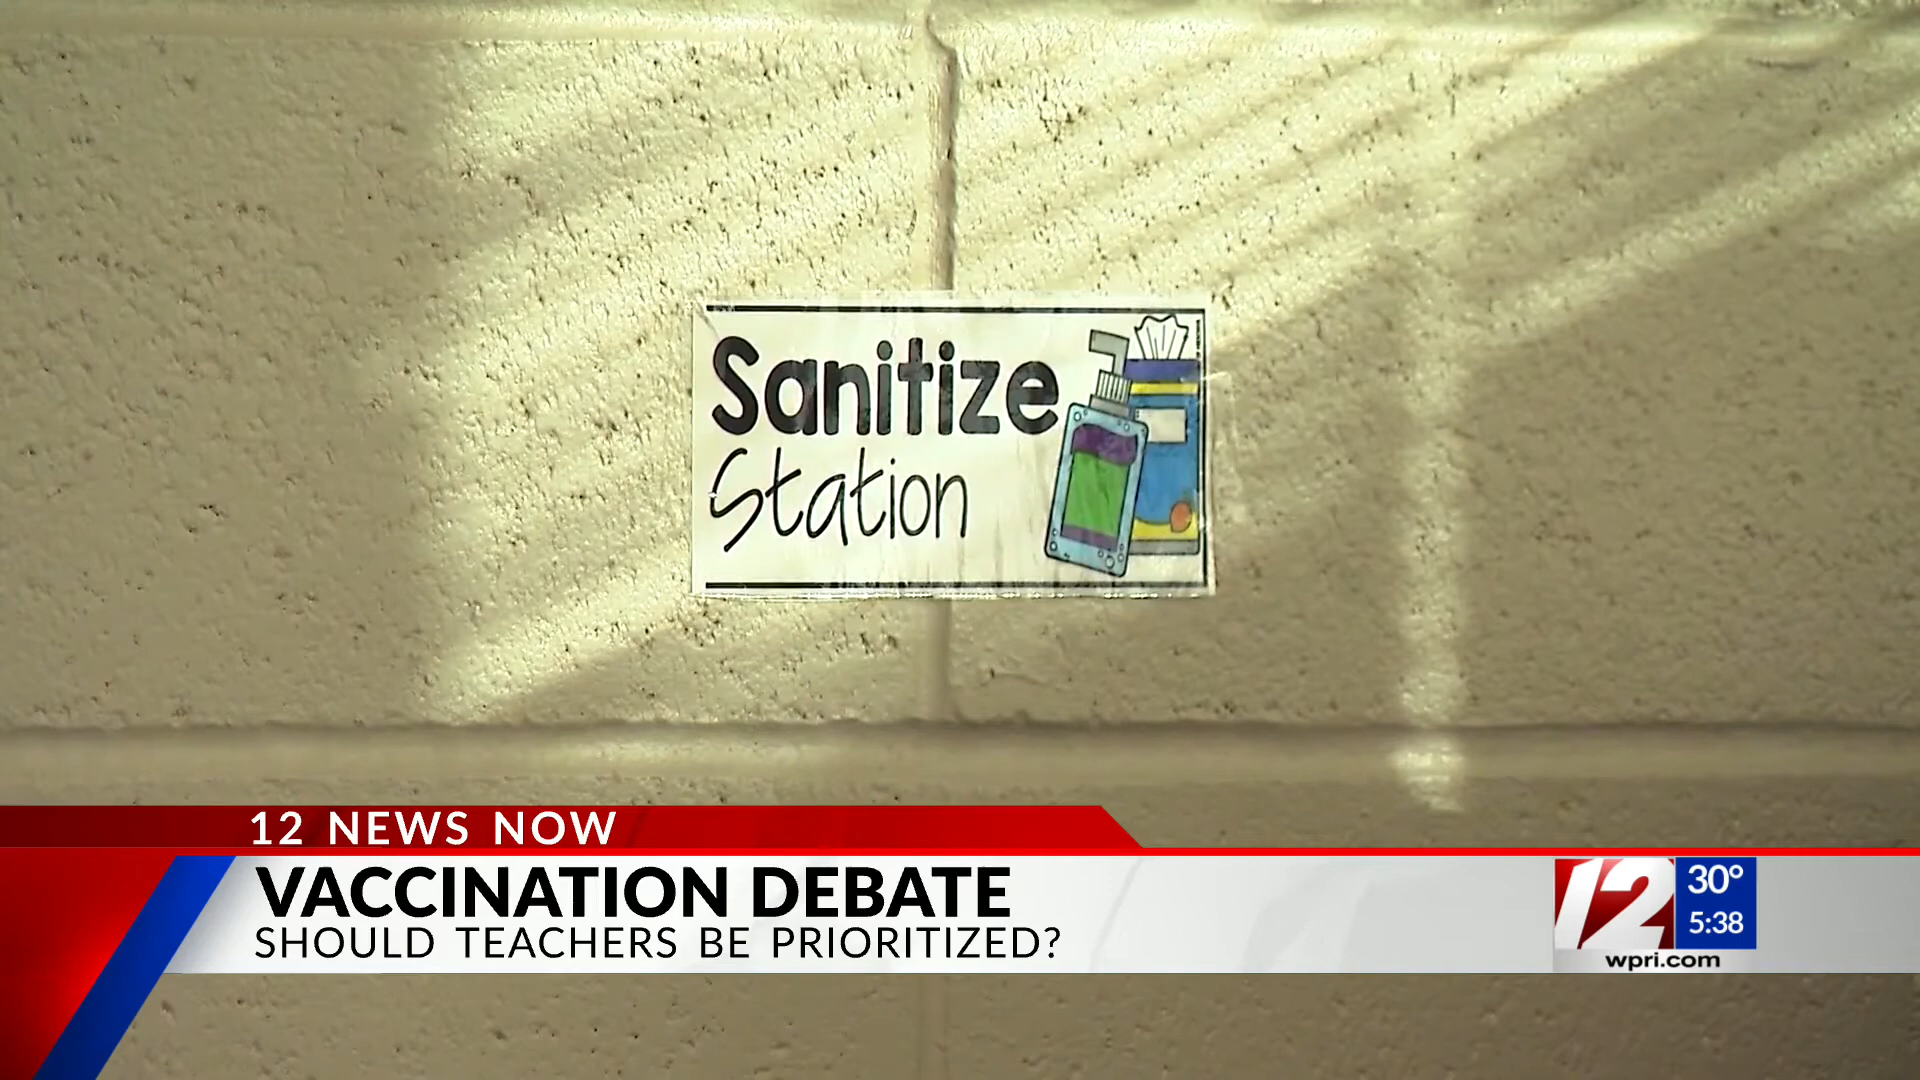 Sanitize
Station
12 NEWS NOW
VACCINATION DEBATE
SHOULD TEACHERS BE PRIORITIZED?
12
30°
5:38
wpri.com